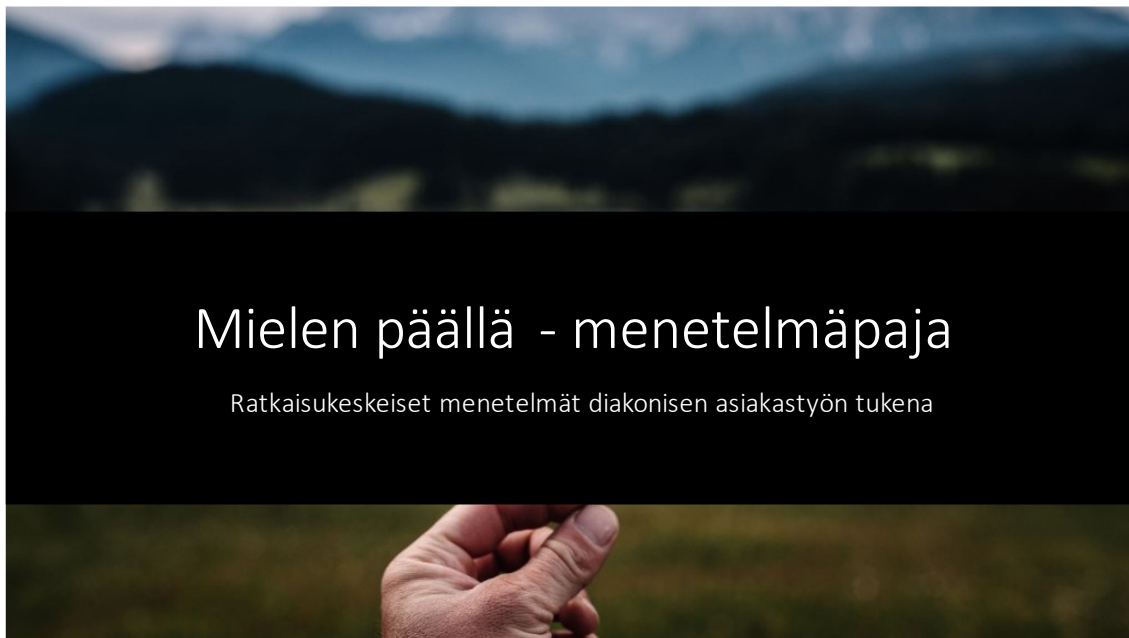 Mielen päällä - menetelmäpaja
Ratkaisukeskeiset menetelmät diakonisen asiakastyön tukena